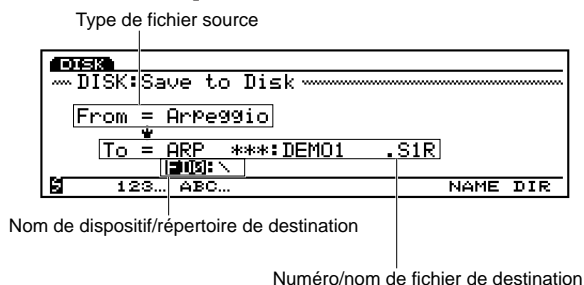 Type de fichier source
DISK
DISK:Save to Disk
From = Arpeggio
To = ARP ***:DEMO1 .S1R
:\
123... ABC... NAME DIR
Nom de dispositif/répertoire de destination
Numéro/nom de fichier de destination